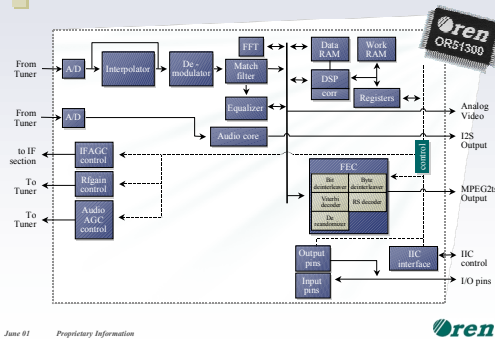 Oren
OR51300
From
Tuner
A/D
Interpolator
De -
modulator
FFT
Match
filter
Equalizer
Data
RAM
Work
RAM
DSP
corr
Registers
From
Tuner
A/D
Audio core
Analog
Video
I2S
Output
to IF
section
IFAGC
control
To
Tuner
Rfgain
control
To
Tuner
Audio
AGC
control
control
FEC
Bit
deinterleaver
Byte
deinterleaver
Viterbi
decoder
RS decoder
De
reandomizer
MPEG2ts
Output
Output
pins
Input
pins
IIC
interface
IIC
control
I/O pins
June 01 Proprietary Information
Oren